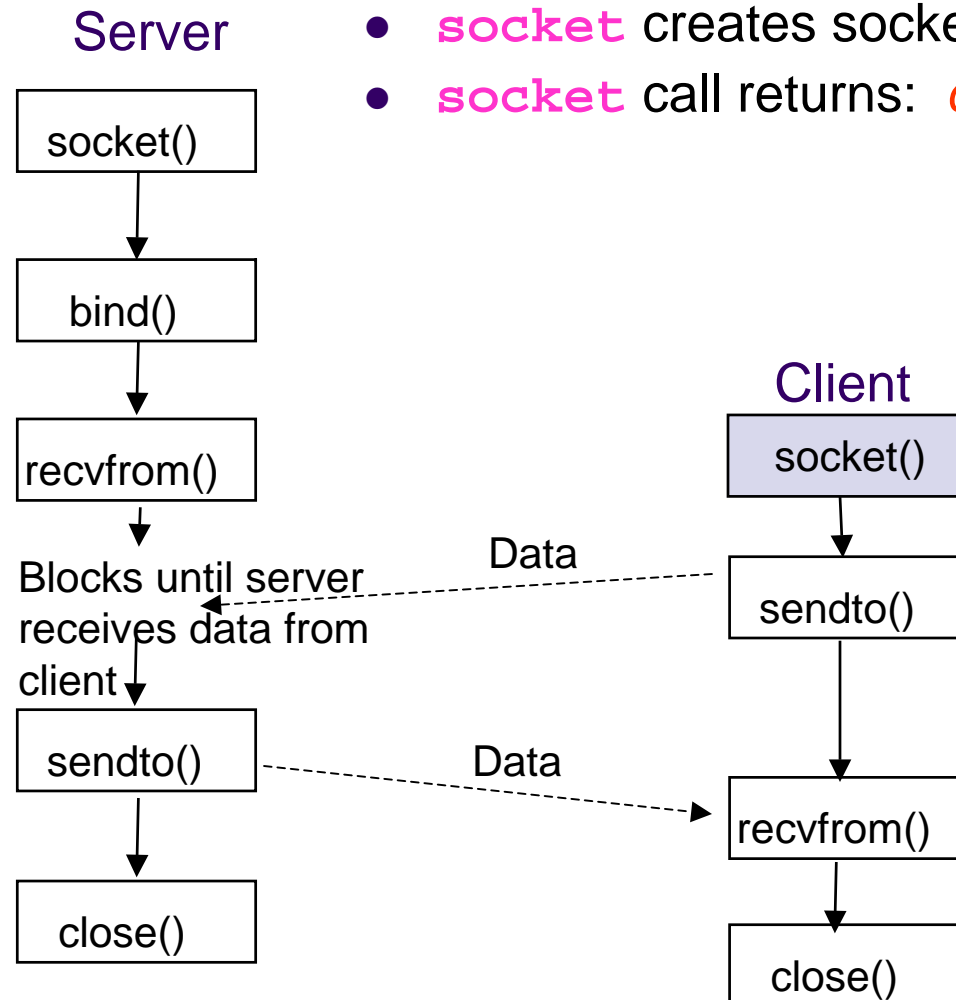 Server
● socket creates
● socket call returns:
socket()
bind()
recvfrom()
Blocks until server
receives data from
client
sendto()
close()
Client
socket()
Data
sendto()
Data
recvfrom()
close()